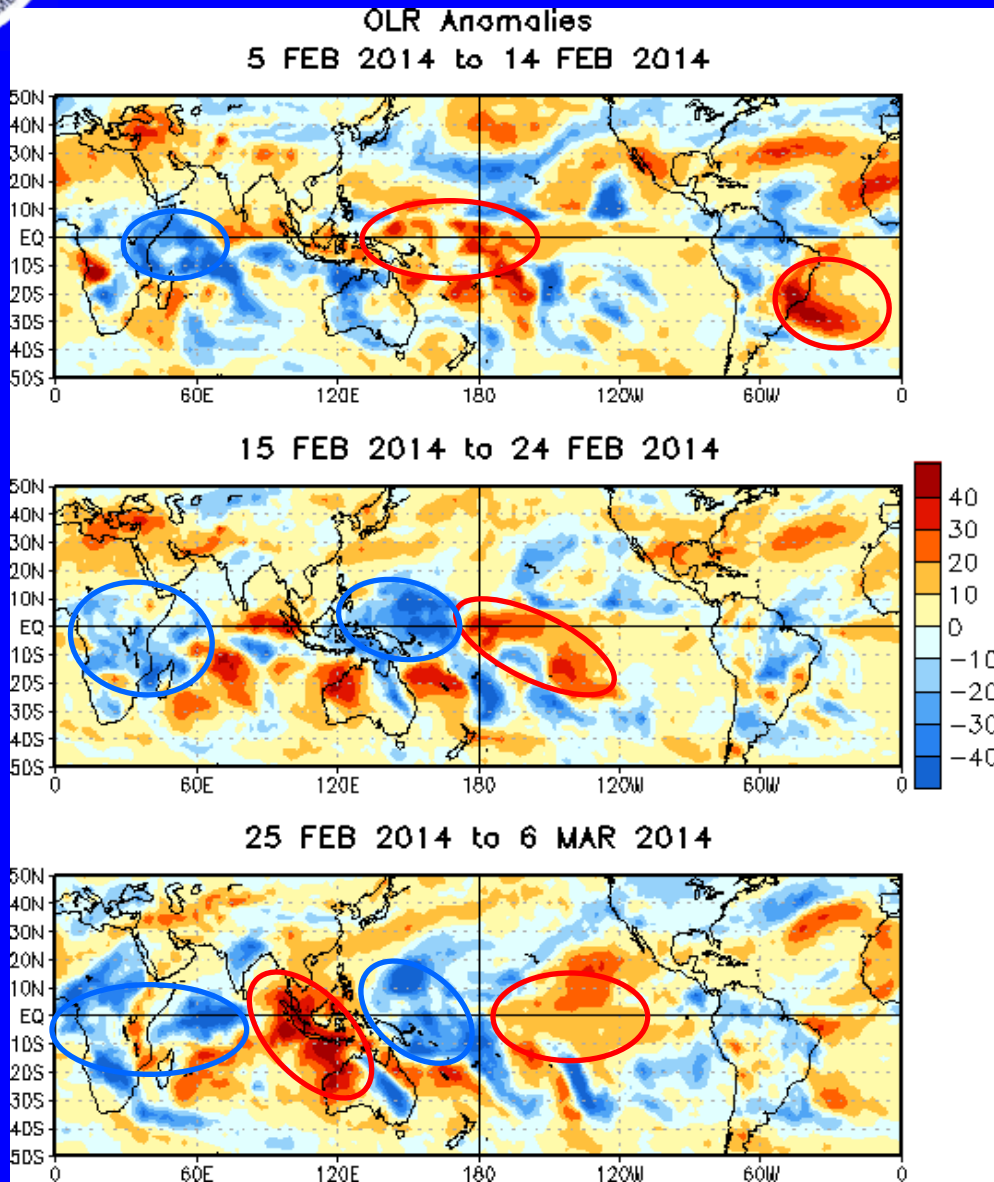 OLR Anomalies
5 FEB 2014 to 14 FEB 2014
50N
40N
30N
20N
10N
EQ
10S
20S
30S
40S
50S
0 60E 120E 180 120W 60W 0
15 FEB 2014 to 24 FEB 2014
50N
40N
30N
20N
10N
EQ
10S
20S
30S
40S
50S
0 60E 120E 180 120W 60W 0
40
30
20
10
0
−10
−20
−30
−40
25 FEB 2014 to 6 MAR 2014
50N
40N
30N
20N
10N
EQ
10S
20S
30S
40S
50S
0 60E 120E 180 120W 60W 0